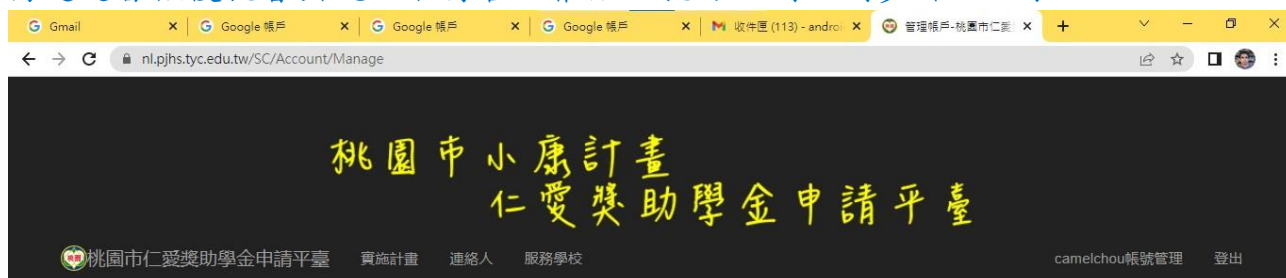 Gmail
Google 帳戶
Google 帳戶
Google 帳戶
收件匣 (113) - androi
管理帳戶-桃園市仁愛
nl.pjhs.tyc.edu.tw/SC/Account/Manage
桃園市小康計畫
仁愛獎助學金申請平臺
桃園市仁愛獎助學金申請平臺 實施計畫 連絡人 服務學校 camelchou帳號管理 登出